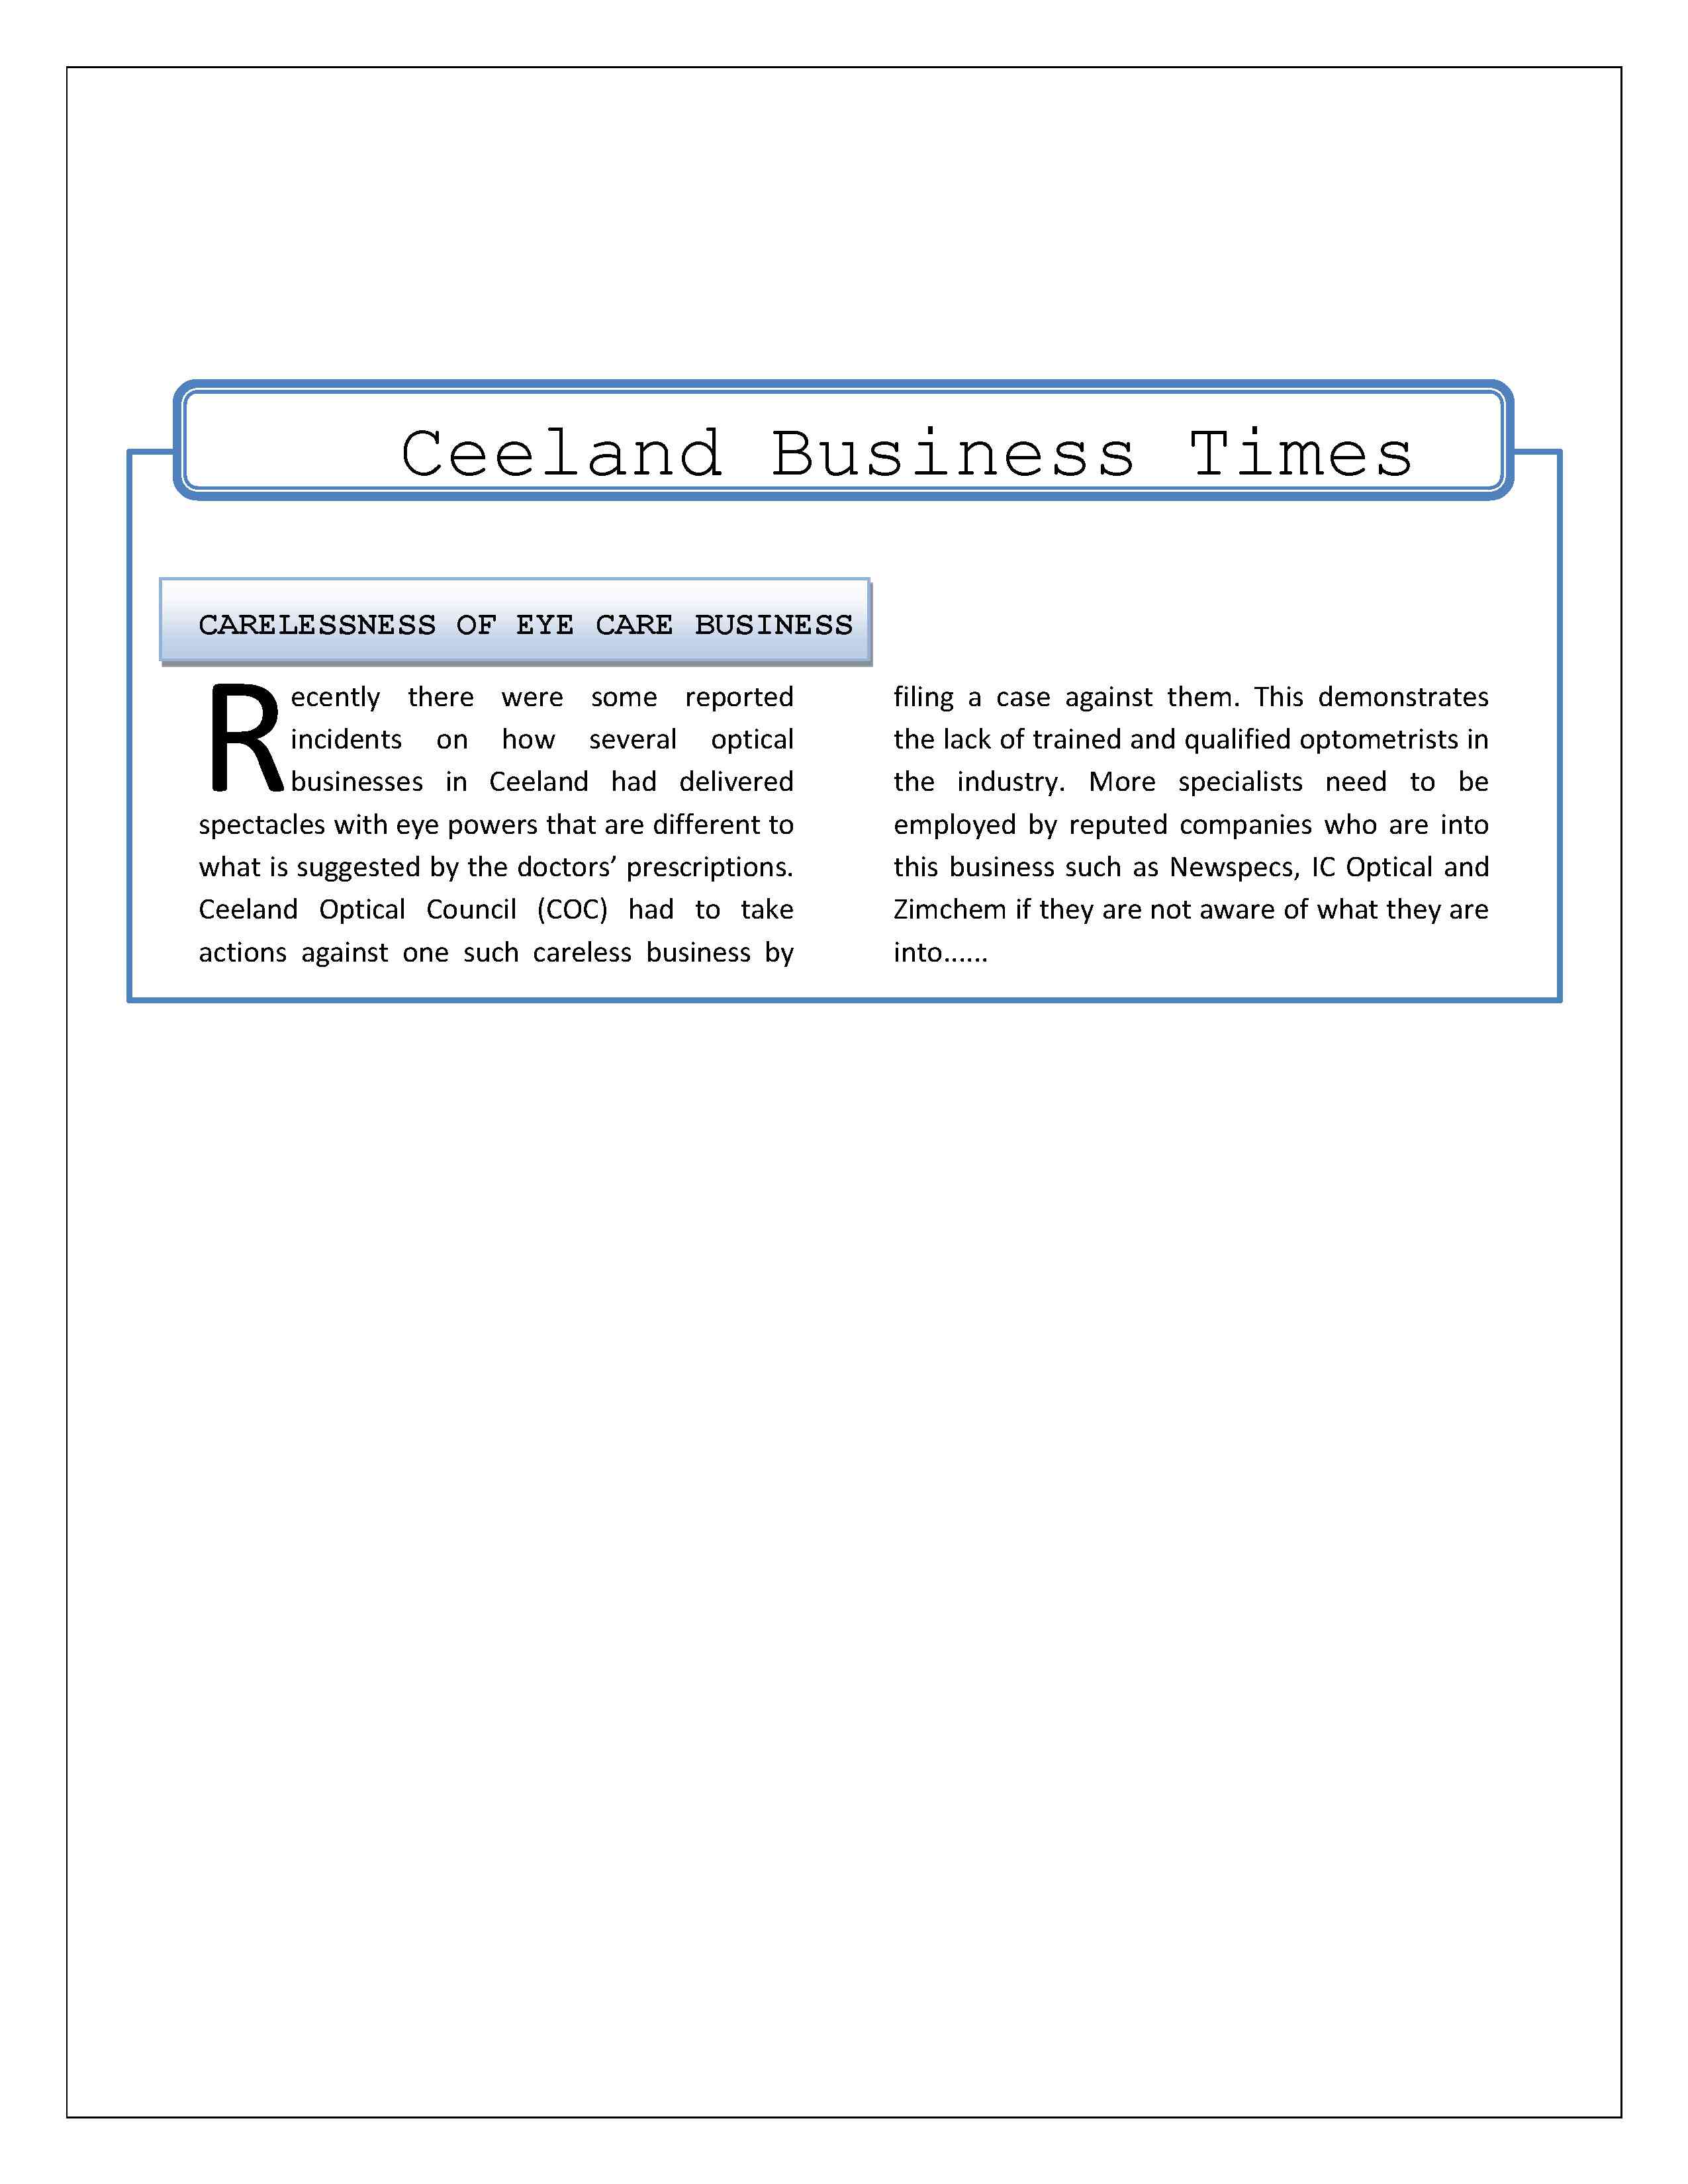 Ceeland Business Times
CARELESSNESS OF EYE CARE BUSINESS
Recently there were some reported
incidents on how several optical
businesses in Ceeland had delivered
spectacles with eye powers that are different to
what is suggested by the doctors’ prescriptions.
Ceeland Optical Council (COC) had to take
actions against one such careless business by
filing a case against them. This demonstrates
the lack of trained and qualified optometrists in
the industry. More specialists need to be
employed by reputed companies who are into
this business such as Newspecs, IC Optical and
Zimchem if they are not aware of what they are
into......